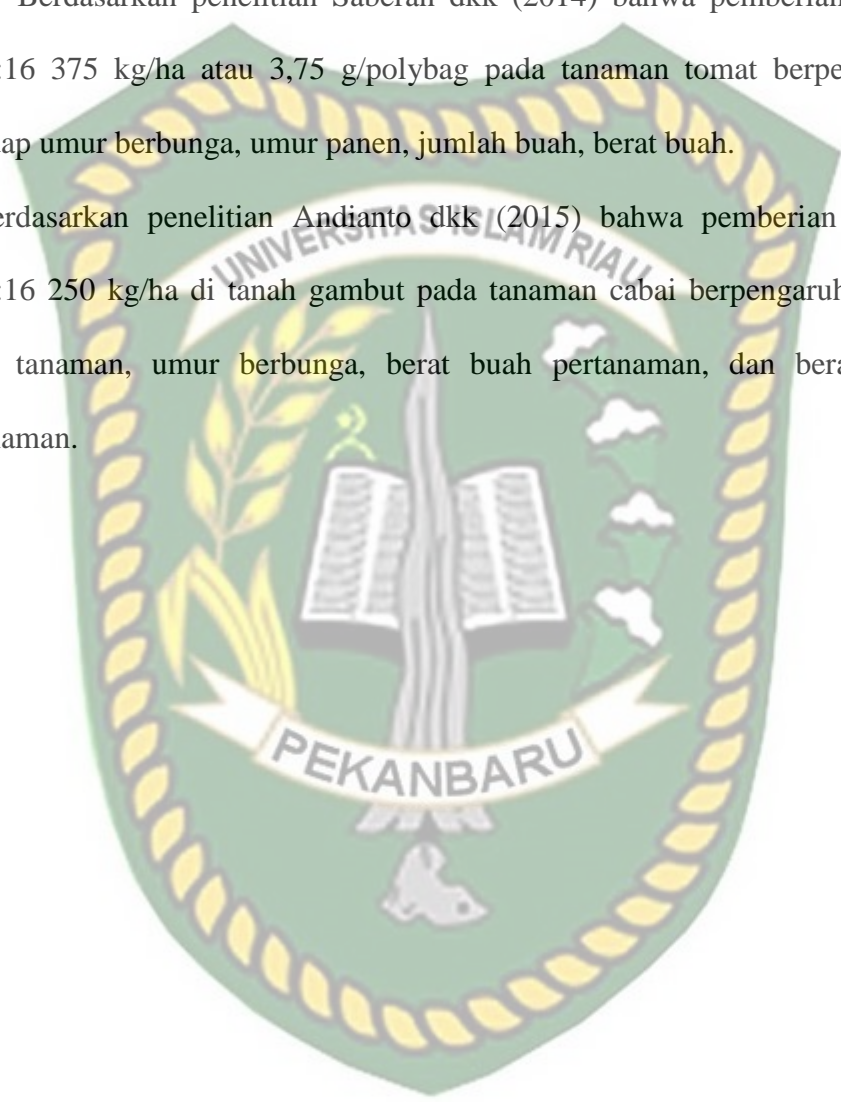 Berdasarkan penelitian Saberan dkk (2014) bahwa pemberian
:16 375 kg/ha atau 3,75 g/polybag pada tanaman tomat berpe
ap umur berbunga, umur panen, jumlah buah, berat buah.
erdasarkan penelitian Andianto dkk (2015) bahwa pemberian
:16 250 kg/ha di tanah gambut pada tanaman cabai berpengaruh
tanaman, umur berbunga, berat buah pertanaman, dan bera
aman.
UNIVERSITAS ISLAM RIAU
PEKANBARU